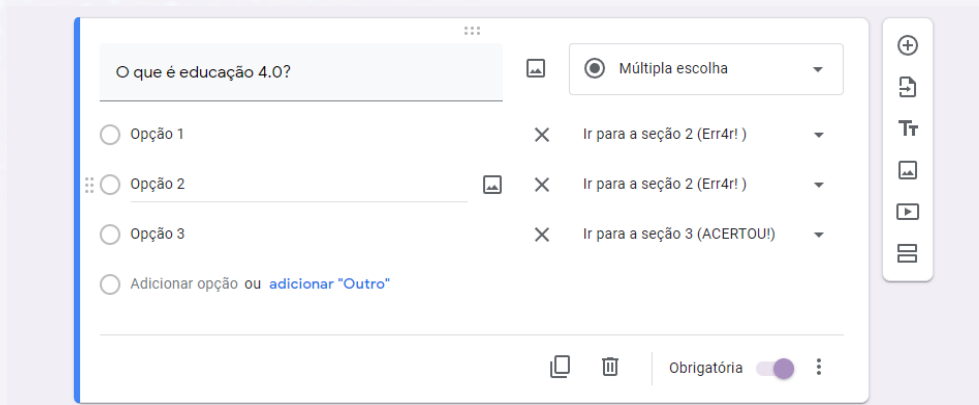 O que é educação 4.0?
Múltipla escolha
Opção 1
Ir para a seção 2 (Err4r! )
Opção 2
Ir para a seção 2 (Err4r! )
Opção 3
Ir para a seção 3 (ACERTOU!)
Adicionar opção ou adicionar "Outro"
Obrigatória
Tт